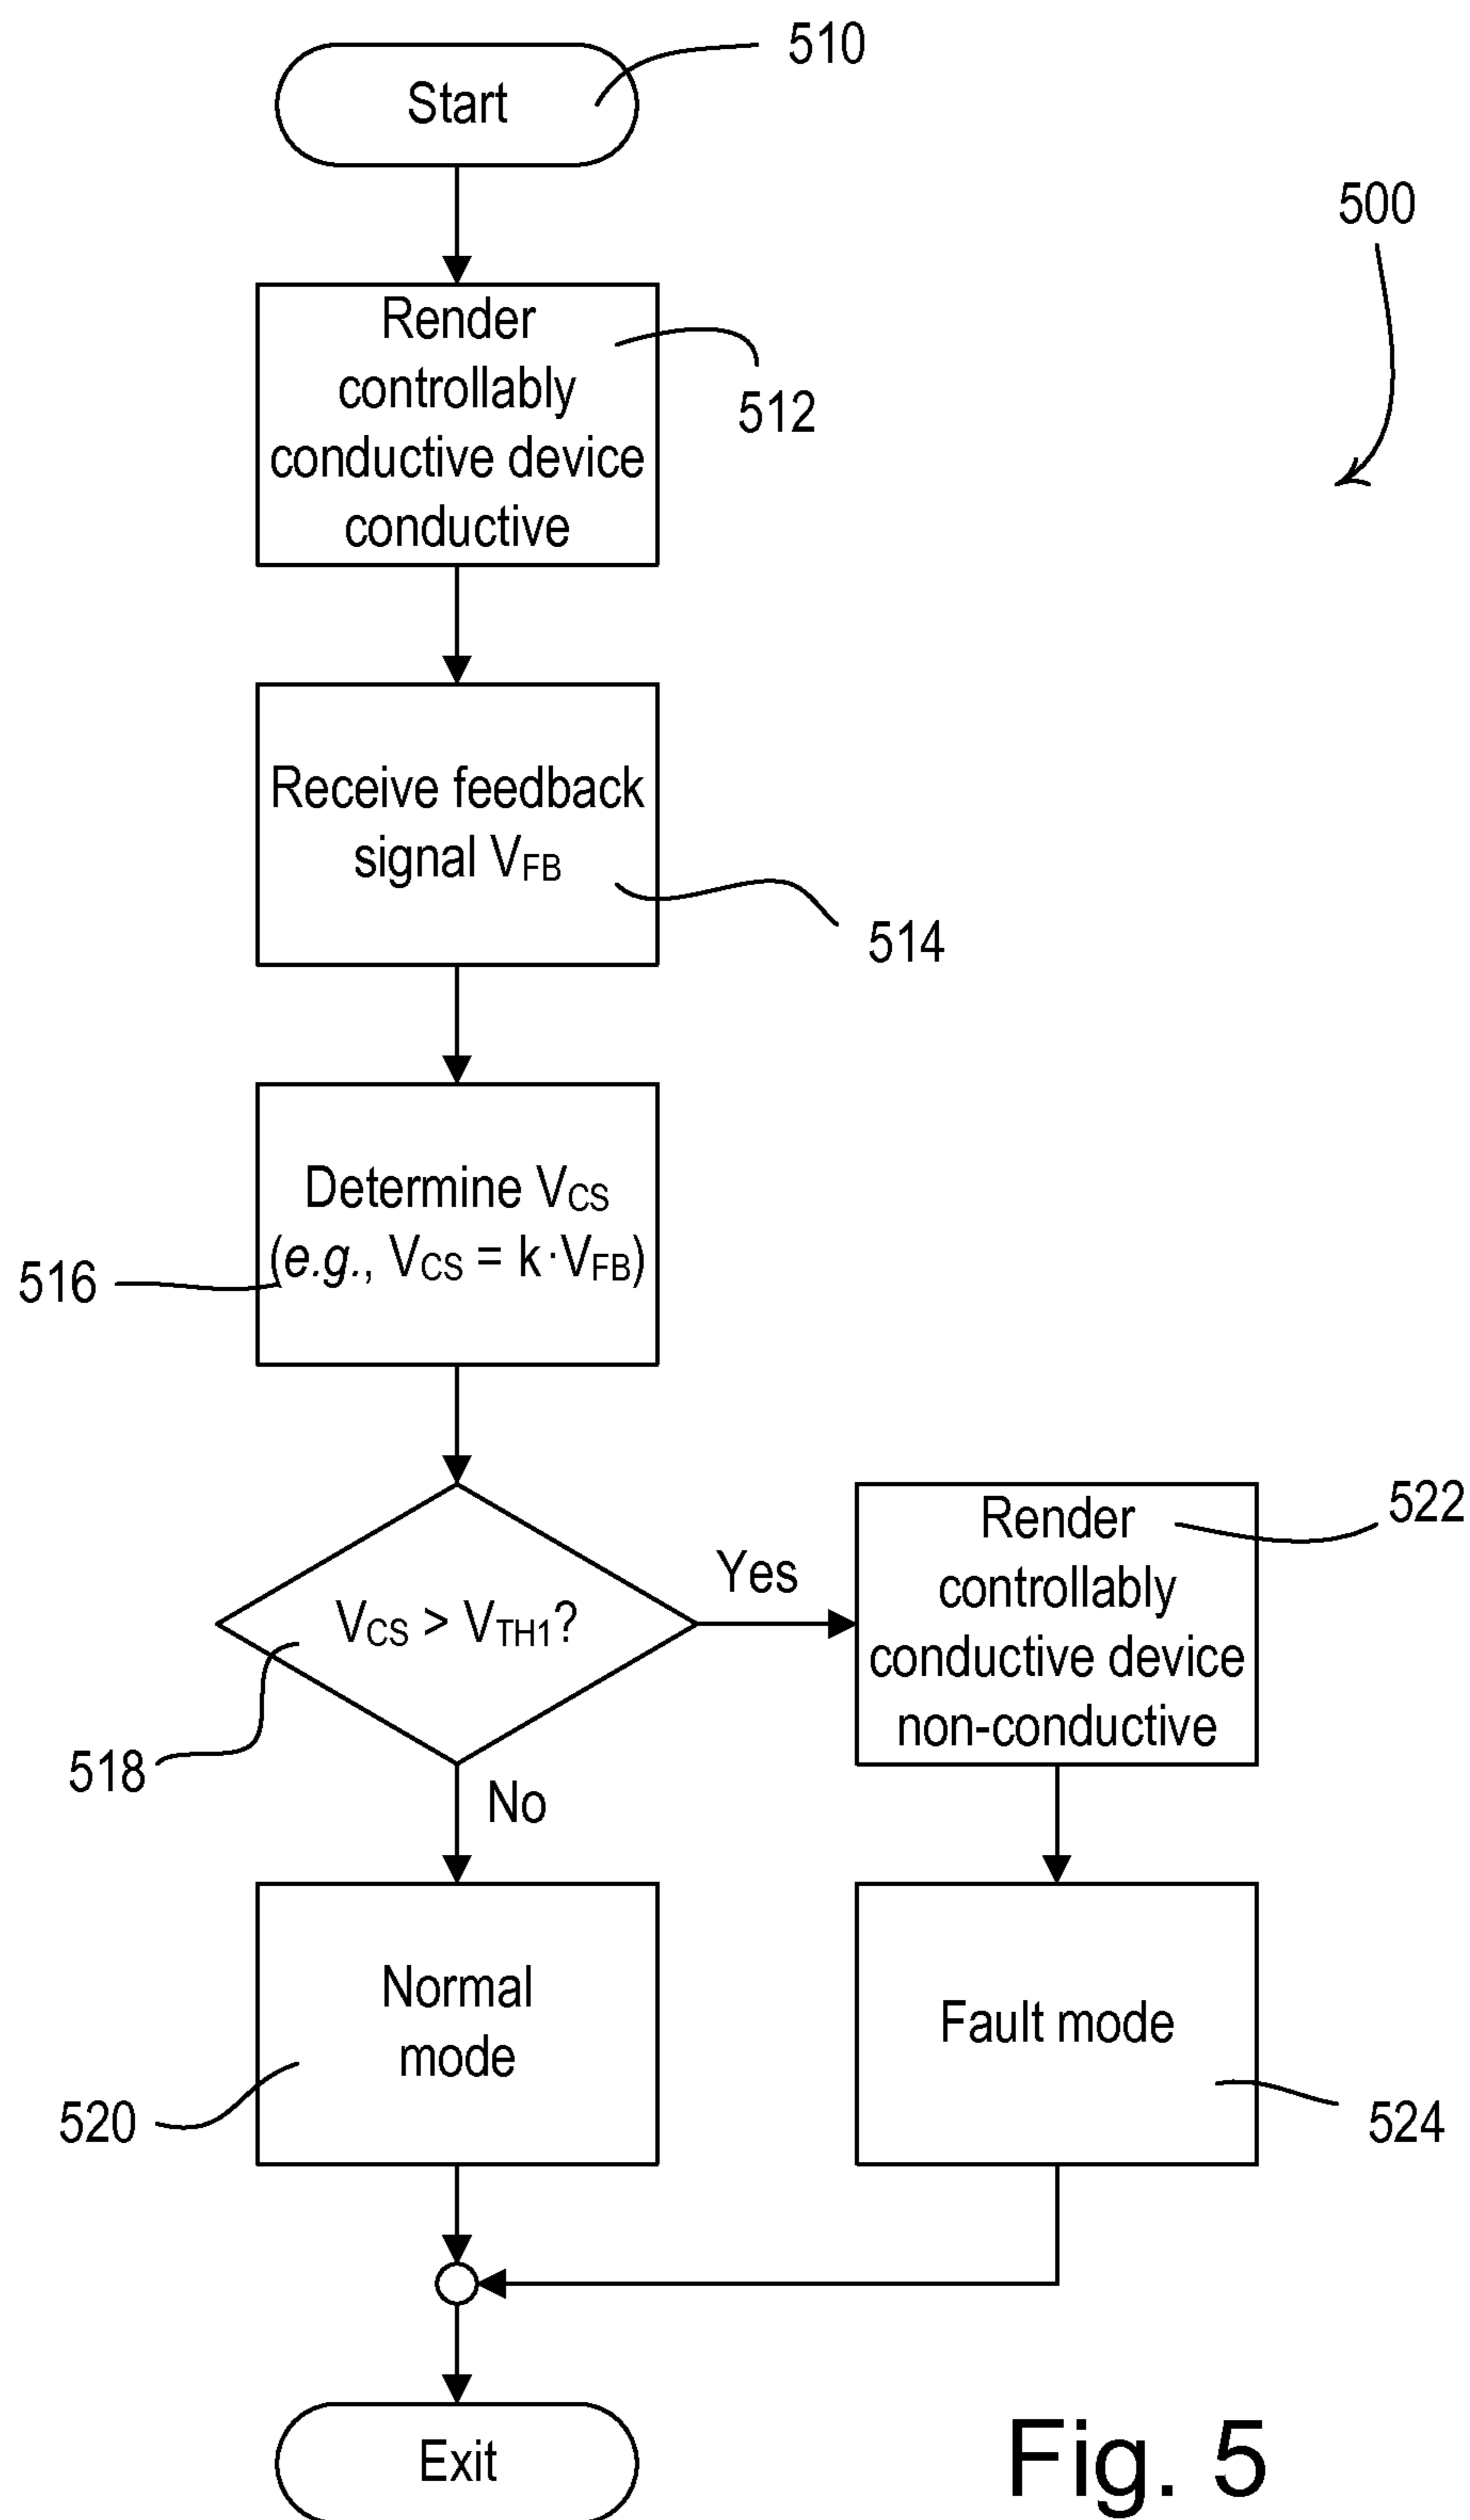 510
Start
500
Render
controllably
conductive device
conductive
512
Receive feedback
signal VFB
514
Determine VCS
(e.g., VCS = k·VFB)
516
VCS > VTH1?
Yes
518
No
Render
controllably
conductive device
non-conductive
522
Normal
mode
520
Fault mode
524
Exit
Fig. 5